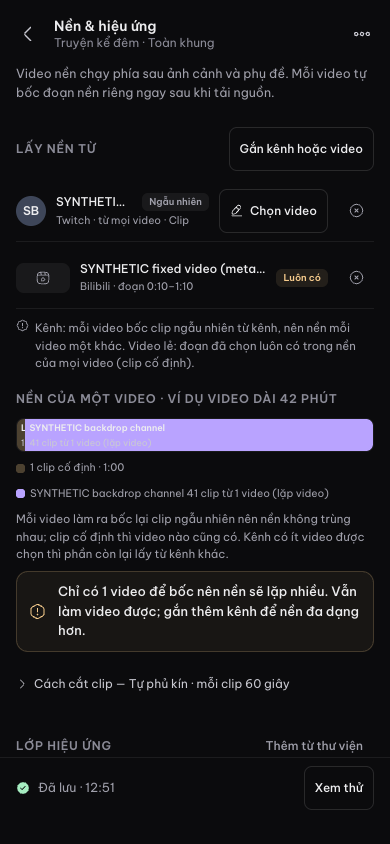 Nền & hiệu ứng
Truyện kể đêm · Toàn khung
Video nền chạy phía sau ảnh cảnh và phụ đề. Mỗi video tự
bốc đoạn nền riêng ngay sau khi tải nguồn.
LẤY NỀN TỪ
Gắn kênh hoặc video
SB
SYNTHETI...
Ngẫu nhiên
Twitch · từ mọi video · Clip
Chọn video
SYNTHETIC fixed video (meta...
Bilibili · đoạn 0:10–1:10
Luôn có
Kênh: mỗi video bốc clip ngẫu nhiên từ kênh, nên nền mỗi
video một khác. Video lẻ: đoạn đã chọn luôn có trong nền
của mọi video (clip cố định).
NỀN CỦA MỘT VIDEO · VÍ DỤ VIDEO DÀI 42 PHÚT
SYNTHETIC backdrop channel
41 clip từ 1 video (lặp video)
1 clip cố định · 1:00
SYNTHETIC backdrop channel 41 clip từ 1 video (lặp video)
Mỗi video làm ra bốc lại clip ngẫu nhiên nên nền không trùng
nhau; clip cố định thì video nào cũng có. Kênh có ít video được
chọn thì phần còn lại lấy từ kênh khác.
Chỉ có 1 video để bốc nên nền sẽ lặp nhiều. Vẫn
làm video được; gắn thêm kênh để nền đa dạng
hơn.
Cách cắt clip — Tự phủ kín · mỗi clip 60 giây
LỚP HIỆU ỨNG
Thêm từ thư viện
Đã lưu · 12:51
Xem thử